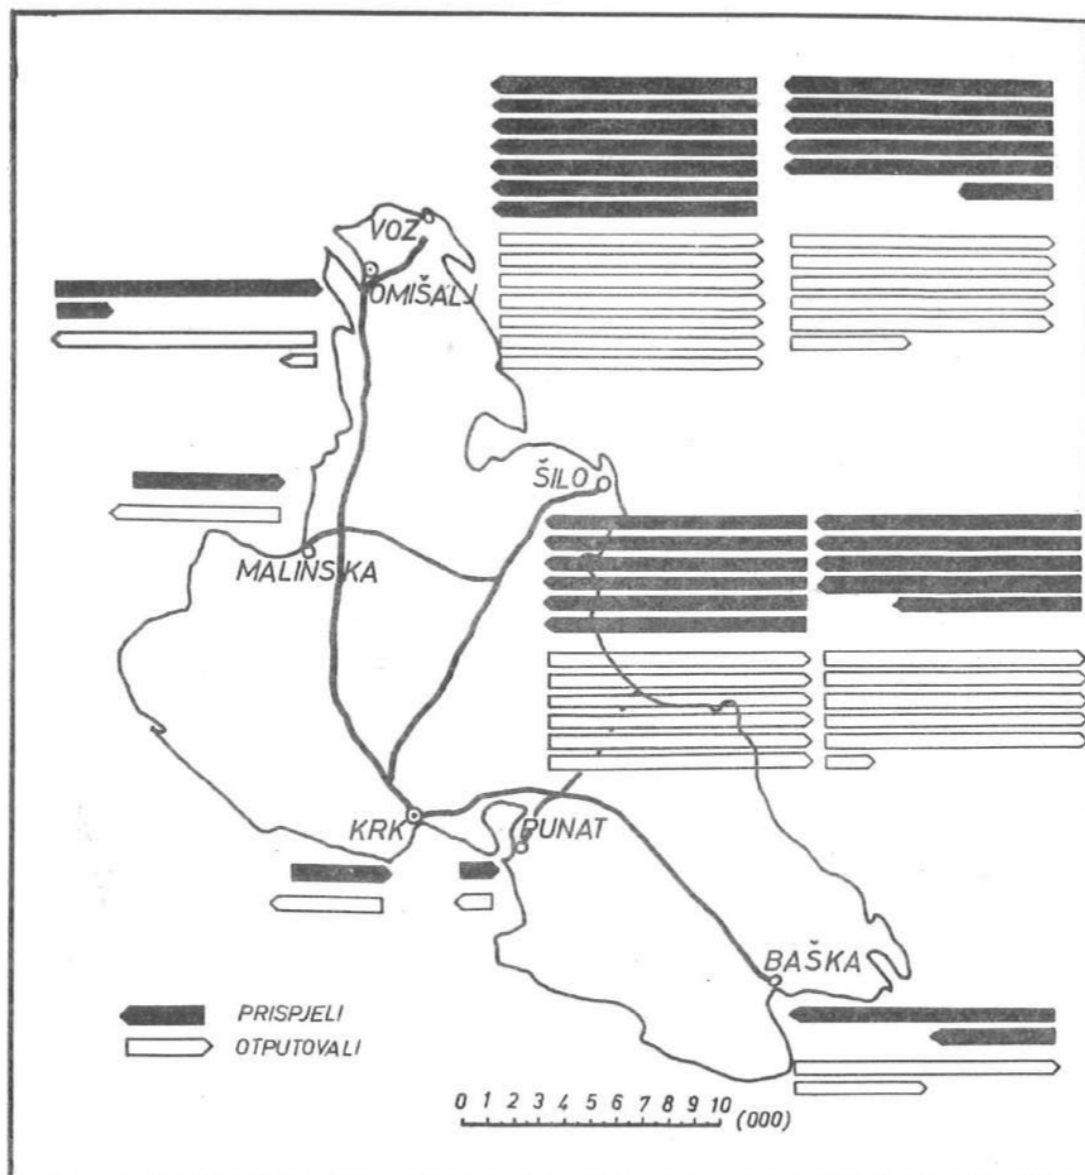 VOZ
OMIŠALJ
ŠILO
MALINSKA
KRK
PUNAT
BAŠKA
PRISPJELI
OTPUTOVALI
0 1 2 3 4 5 6 7 8 9 10 (000)